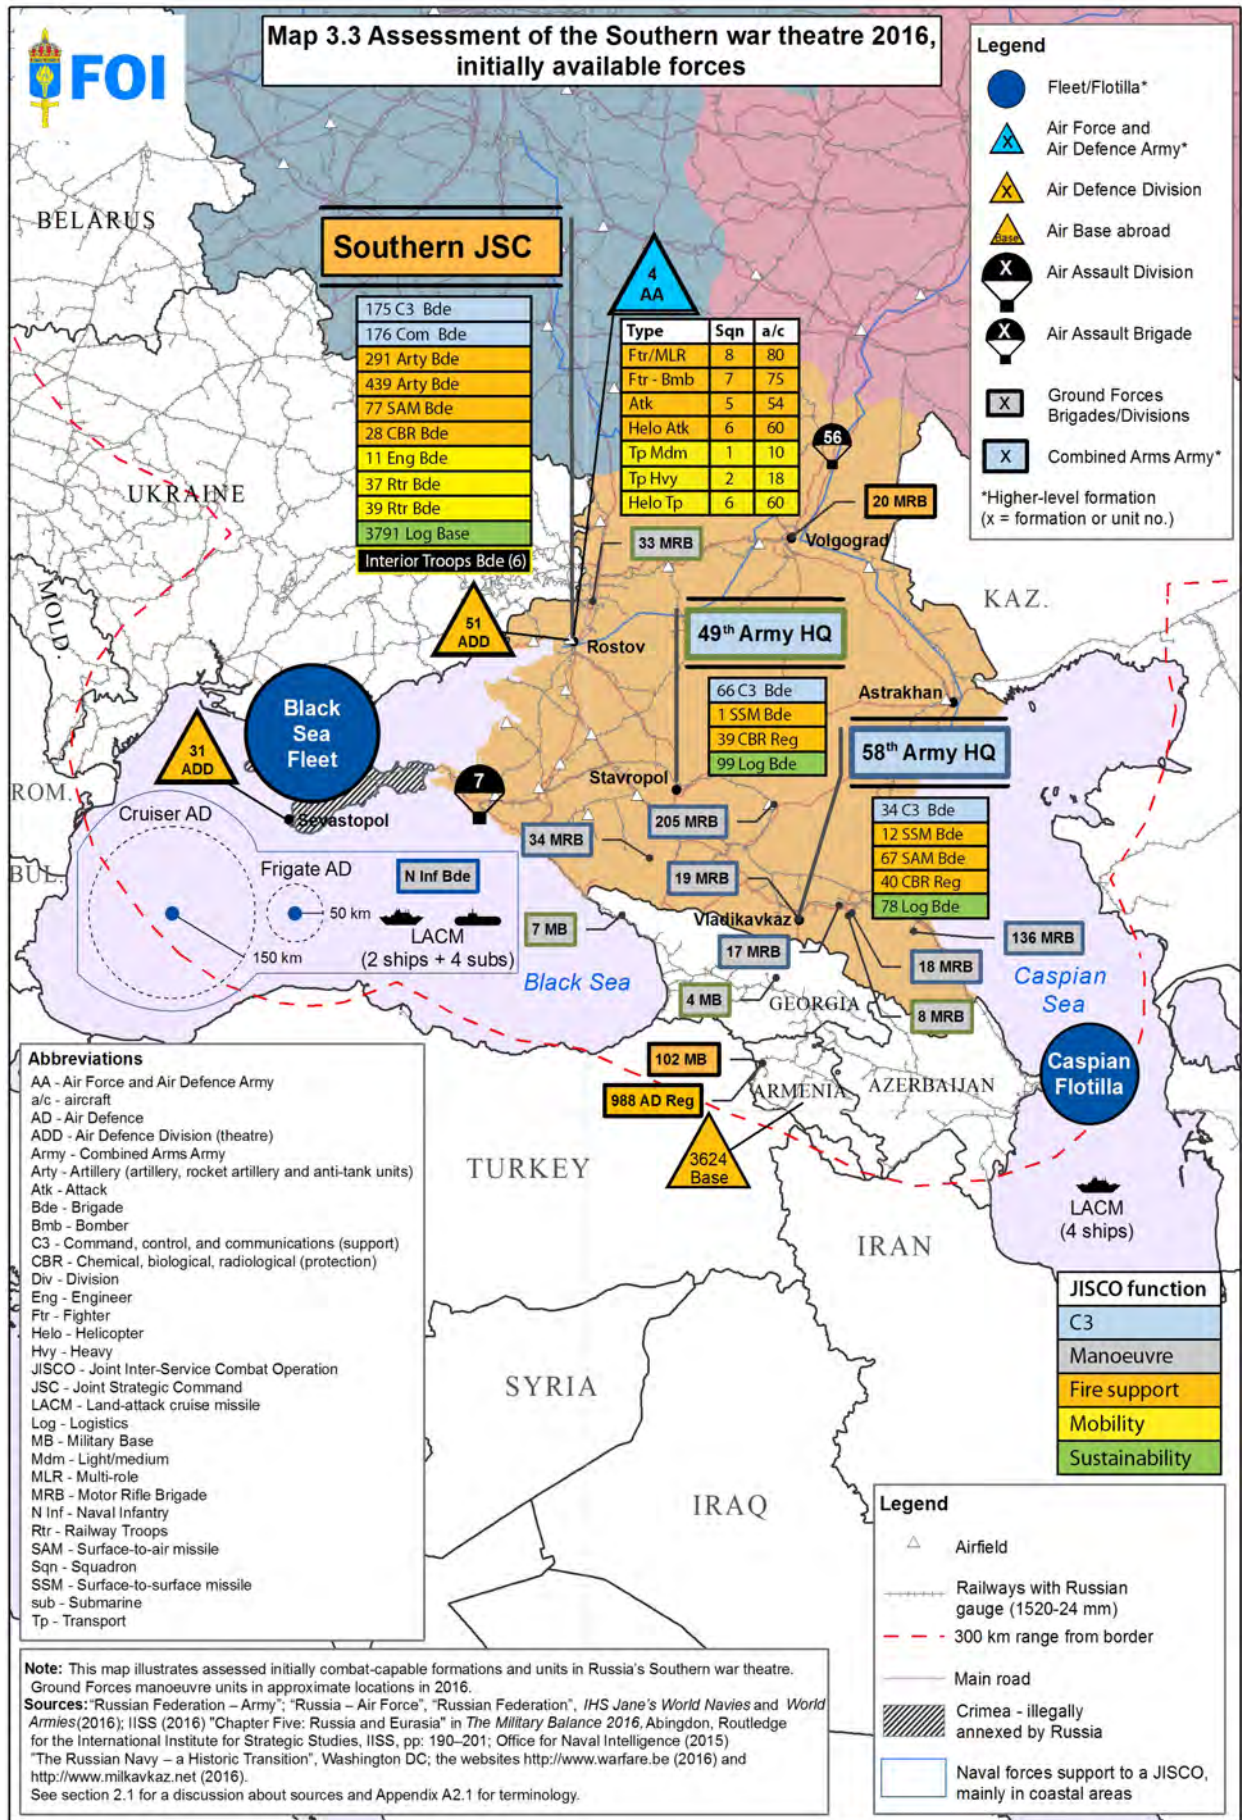 FOI
Map 3.3 Assessment of the Southern war theatre 2016,
initially available forces
Legend
Fleet/Flotilla*
X
Air Force and
Air Defence Army*
X
Air Defence Division
Base
Air Base abroad
X
Air Assault Division
X
Air Assault Brigade
X
Ground Forces
Brigades/Divisions
X
Combined Arms Army*
*Higher-level formation
(x = formation or unit no.)
BELARUS
UKRAINE
MOLD.
ROM.
BUL.
KAZ.
Southern JSC
175 C3 Bde
176 Com Bde
291 Arty Bde
439 Arty Bde
77 SAM Bde
28 CBR Bde
11 Eng Bde
37 Rtr Bde
39 Rtr Bde
3791 Log Base
Interior Troops Bde (6)
4
AA
Type Sqn a/c
Ftr/MLR 8 80
Ftr - Bmb 7 75
Atk 5 54
Helo Atk 6 60
Tp Mdm 1 10
Tp Hvy 2 18
Helo Tp 6 60
56
20 MRB
Volgograd
33 MRB
51
ADD
Rostov
49th Army HQ
66 C3 Bde
1 SSM Bde
39 CBR Reg
99 Log Bde
Astrakhan
58th Army HQ
34 C3 Bde
12 SSM Bde
67 SAM Bde
40 CBR Reg
78 Log Bde
Black
Sea
Fleet
31
ADD
Sevastopol
7
Stavropol
205 MRB
34 MRB
19 MRB
Vladikavkaz
17 MRB
136 MRB
18 MRB
8 MRB
7 MB
4 MB
Cruiser AD
Frigate AD
50 km
150 km
N Inf Bde
LACM
(2 ships + 4 subs)
Black Sea
Caspian
Sea
GEORGIA
102 MB
988 AD Reg
ARMENIA
AZERBAIJAN
3624
Base
Caspian
Flotilla
LACM
(4 ships)
TURKEY
IRAN
SYRIA
IRAQ
Abbreviations
AA - Air Force and Air Defence Army
a/c - aircraft
AD - Air Defence
ADD - Air Defence Division (theatre)
Army - Combined Arms Army
Arty - Artillery (artillery, rocket artillery and anti-tank units)
Atk - Attack
Bde - Brigade
Bmb - Bomber
C3 - Command, control, and communications (support)
CBR - Chemical, biological, radiological (protection)
Div - Division
Eng - Engineer
Ftr - Fighter
Helo - Helicopter
Hvy - Heavy
JISCO - Joint Inter-Service Combat Operation
JSC - Joint Strategic Command
LACM - Land-attack cruise missile
Log - Logistics
MB - Military Base
Mdm - Light/medium
MLR - Multi-role
MRB - Motor Rifle Brigade
N Inf - Naval Infantry
Rtr - Railway Troops
SAM - Surface-to-air missile
Sqn - Squadron
SSM - Surface-to-surface missile
sub - Submarine
Tp - Transport
JISCO function
C3
Manoeuvre
Fire support
Mobility
Sustainability
Legend
Airfield
Railways with Russian
gauge (1520-24 mm)
300 km range from border
Main road
Crimea - illegally
annexed by Russia
Naval forces support to a JISCO,
mainly in coastal areas
Note: This map illustrates assessed initially combat-capable formations and units in Russia's Southern war theatre.
Ground Forces manoeuvre units in approximate locations in 2016.
Sources: "Russian Federation – Army"; "Russia – Air Force", "Russian Federation", IHS Jane's World Navies and World
Armies (2016); IISS (2016) "Chapter Five: Russia and Eurasia" in The Military Balance 2016, Abingdon, Routledge
for the International Institute for Strategic Studies, IISS, pp: 190–201; Office for Naval Intelligence (2015)
"The Russian Navy – a Historic Transition", Washington DC; the websites http://www.warfare.be (2016) and
http://www.milkavkaz.net (2016).
See section 2.1 for a discussion about sources and Appendix A2.1 for terminology.